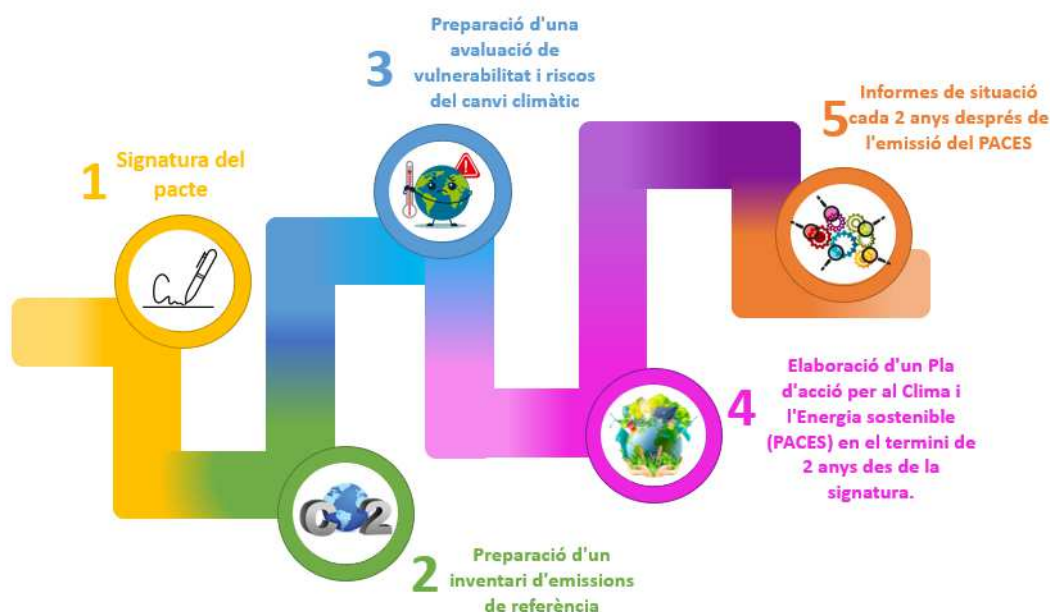 1
Signatura del
pacte
2
Preparació d'un
inventari d'emissions
de referència
3
Preparació d'una
avaluació de
vulnerabilitat i riscos
del canvi climàtic
4
Elaboració d'un Pla
d'acció per al Clima i
l'Energia sostenible
(PACES) en el termini de
2 anys des de la
signatura.
5
Informes de situació
cada 2 anys després de
l'emissió del PACES
CO2